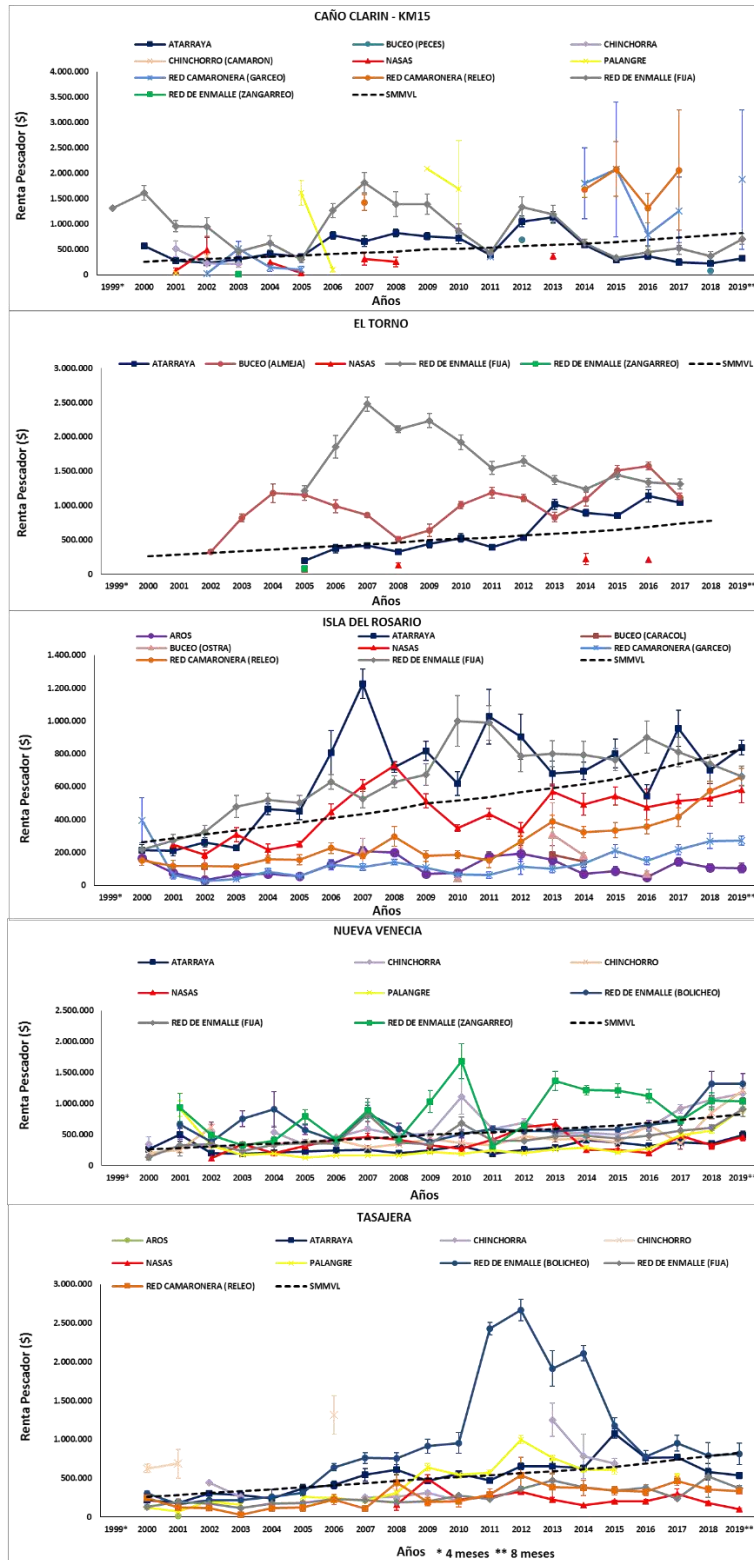 CAÑO CLARIN - KM15
ATARRAYA BUCEO (PECES) CHINCHORRA
CHINCHORRO (CAMARON) NASAS PALANGRE
RED CAMARONERA (GARCEO) RED CAMARONERA (RELEO) RED DE ENMALLE (FIJA)
RED DE ENMALLE (ZANGARREO) SMMVL
Renta Pescador ($)
4.000.000
3.500.000
3.000.000
2.500.000
2.000.000
1.500.000
1.000.000
500.000
0
1999* 2000 2001 2002 2003 2004 2005 2006 2007 2008 2009 2010 2011 2012 2013 2014 2015 2016 2017 2018 2019**
Años
EL TORNO
ATARRAYA BUCEO (ALMEJA) NASAS RED DE ENMALLE (FIJA) RED DE ENMALLE (ZANGARREO) SMMVL
Renta Pescador ($)
3.000.000
2.500.000
2.000.000
1.500.000
1.000.000
500.000
0
1999* 2000 2001 2002 2003 2004 2005 2006 2007 2008 2009 2010 2011 2012 2013 2014 2015 2016 2017 2018 2019**
Años
ISLA DEL ROSARIO
AROS ATARRAYA BUCEO (CARACOL)
BUCEO (OSTRA) NASAS RED CAMARONERA (GARCEO)
RED CAMARONERA (RELEO) RED DE ENMALLE (FIJA) SMMVL
Renta Pescador ($)
1.400.000
1.200.000
1.000.000
800.000
600.000
400.000
200.000
0
1999* 2000 2001 2002 2003 2004 2005 2006 2007 2008 2009 2010 2011 2012 2013 2014 2015 2016 2017 2018 2019**
Años
NUEVA VENECIA
ATARRAYA CHINCHORRA CHINCHORRO
NASAS PALANGRE RED DE ENMALLE (BOLICHEO)
RED DE ENMALLE (FIJA) RED DE ENMALLE (ZANGARREO) SMMVL
Renta Pescador ($)
2.500.000
2.000.000
1.500.000
1.000.000
500.000
0
1999* 2000 2001 2002 2003 2004 2005 2006 2007 2008 2009 2010 2011 2012 2013 2014 2015 2016 2017 2018 2019**
Años
TASAJERA
AROS ATARRAYA CHINCHORRA CHINCHORRO
NASAS PALANGRE RED DE ENMALLE (BOLICHEO) RED DE ENMALLE (FIJA)
RED CAMARONERA (RELEO) SMMVL
Renta Pescador ($)
3.000.000
2.500.000
2.000.000
1.500.000
1.000.000
500.000
0
1999* 2000 2001 2002 2003 2004 2005 2006 2007 2008 2009 2010 2011 2012 2013 2014 2015 2016 2017 2018 2019**
Años * 4 meses ** 8 meses